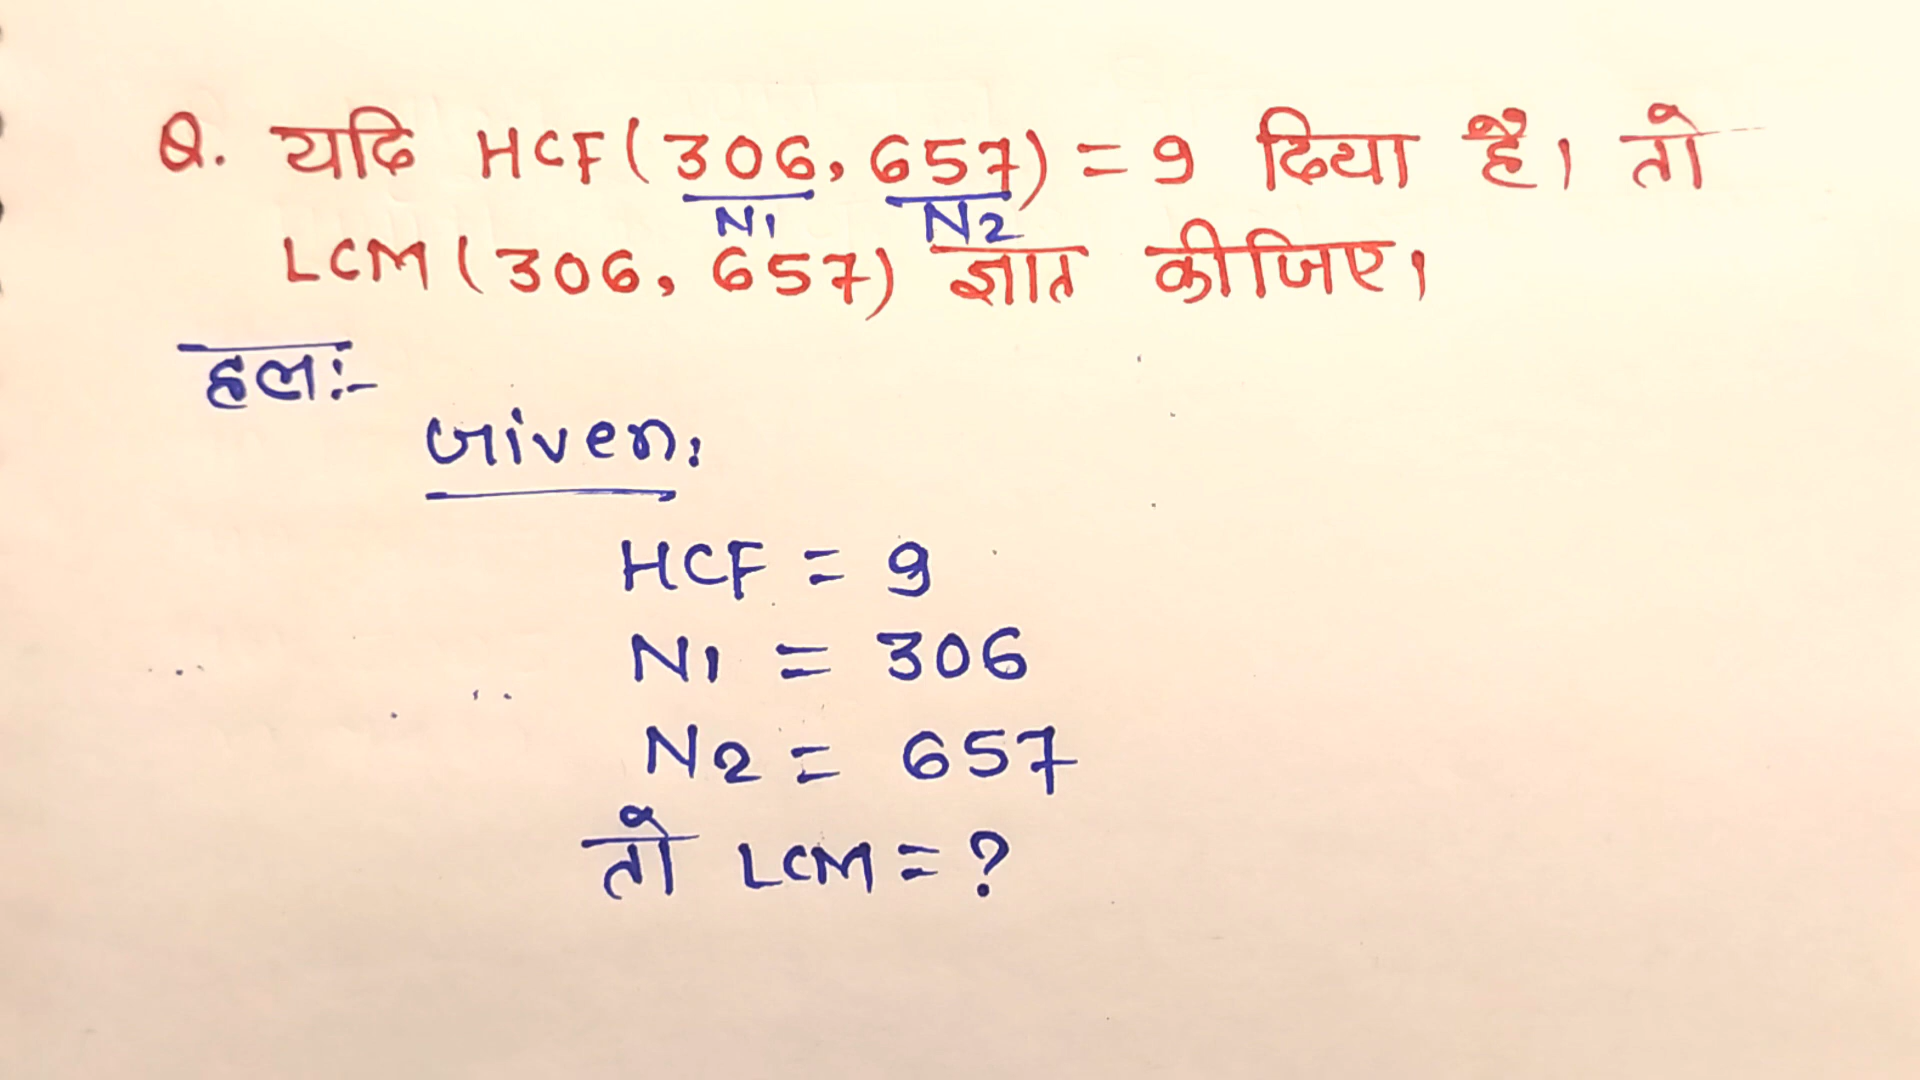 Q. यदि HCF(306, 657) = 9 दिया है। तो
N1 N2
LCM(306, 657) ज्ञात कीजिए।
हल:-
Given:
HCF = 9
N1 = 306
N2 = 657
तो LCM = ?